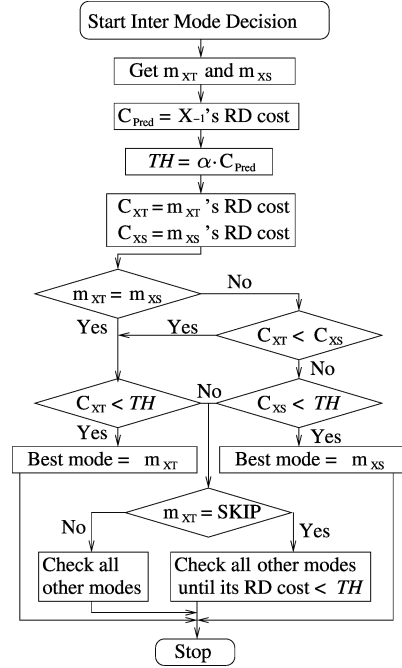 Start Inter Mode Decision
Get m XT and m XS
C Pred = X-1's RD cost
TH = α·C Pred
C XT = m XT 's RD cost
C XS = m XS 's RD cost
m XT = m XS
No
Yes
Yes
C XT < C XS
No
C XT < TH
No
C XS < TH
Yes
Yes
Best mode = m XT
Best mode = m XS
m XT = SKIP
No
Yes
Check all
other modes
Check all other modes
until its RD cost < TH
Stop